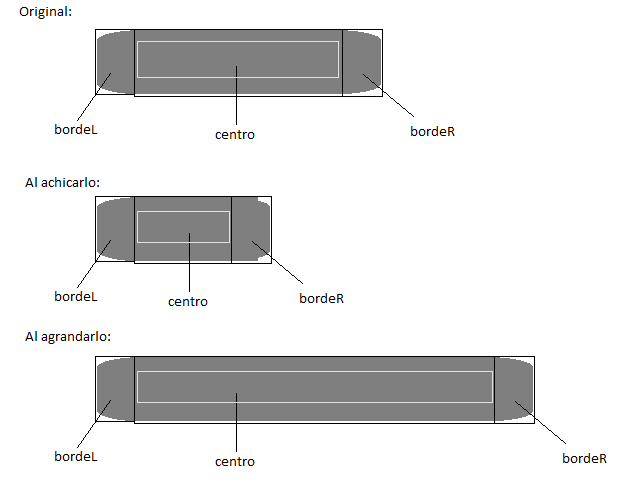 Original:
bordeL
centro
bordeR
Al achicarlo:
bordeL
centro
bordeR
Al agrandarlo:
bordeL
centro
bordeR